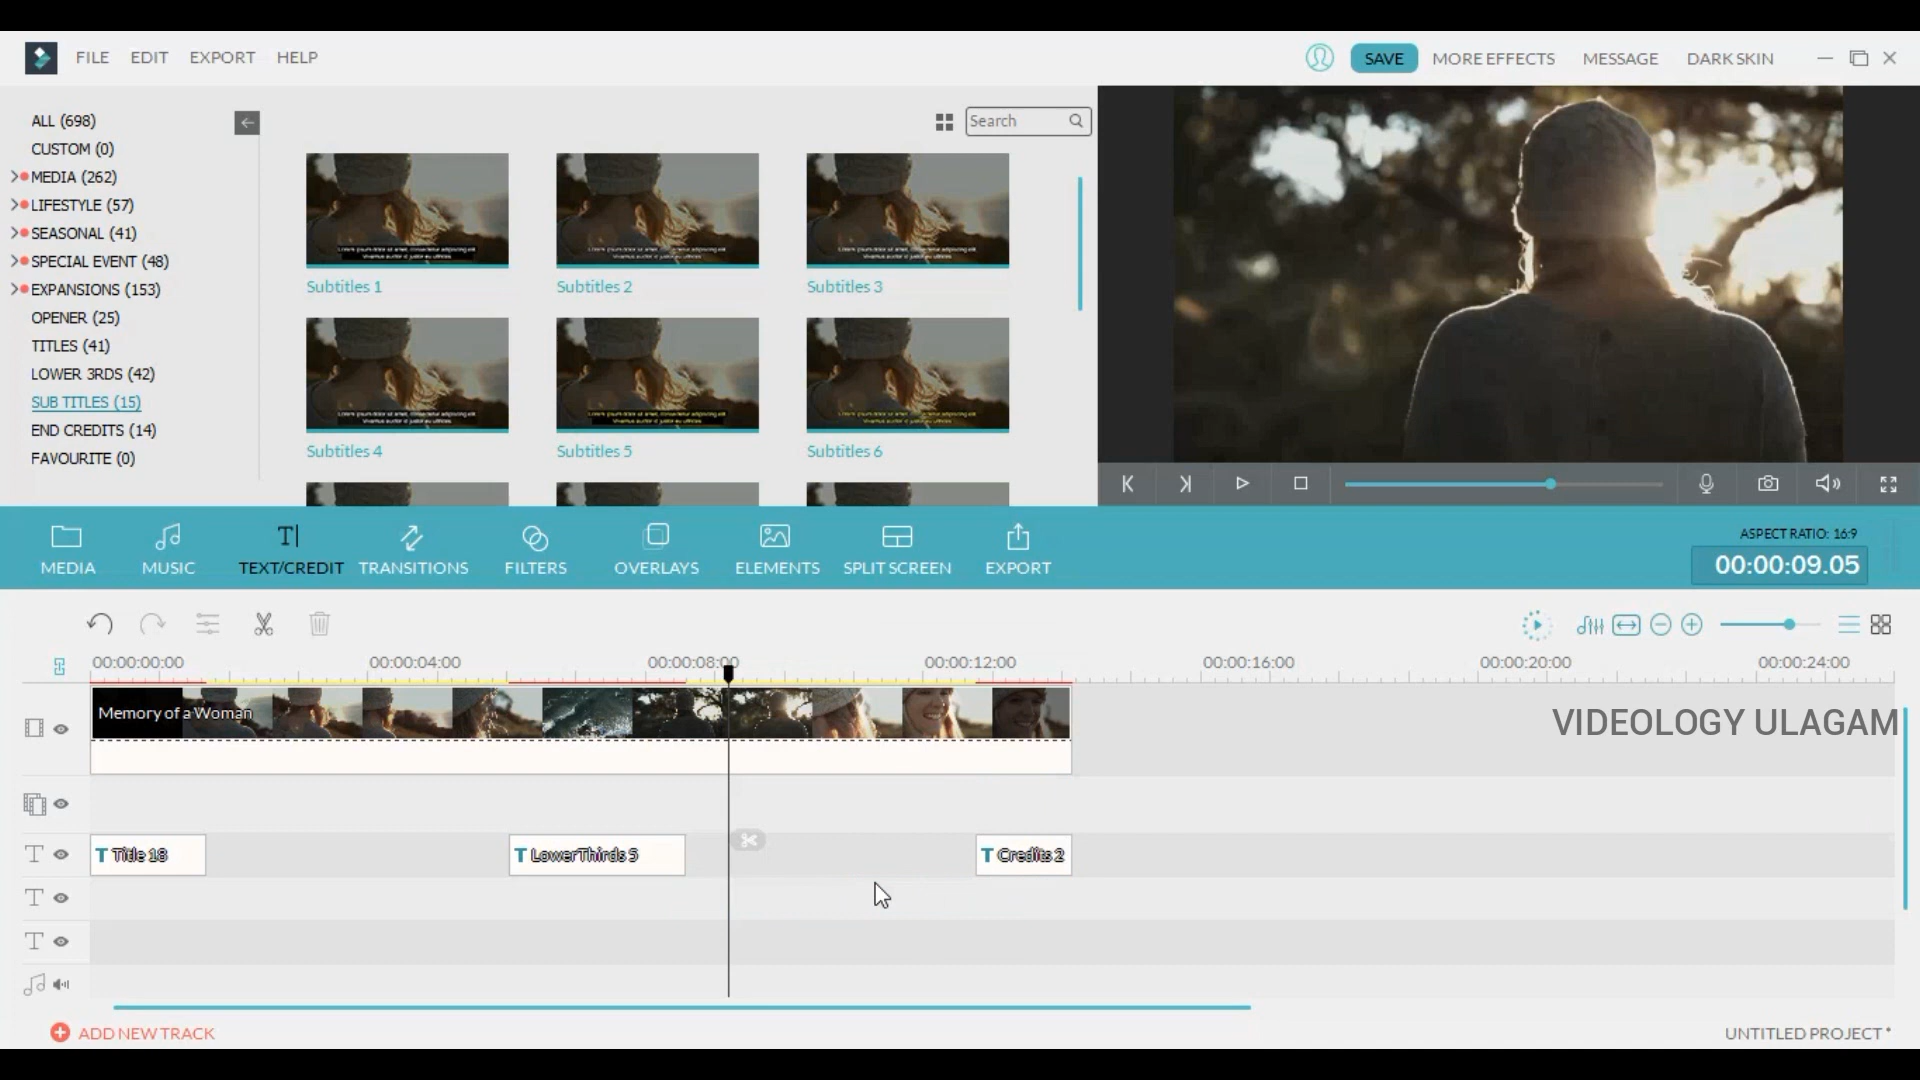 FILE EDIT EXPORT HELP
SAVE MORE EFFECTS MESSAGE DARK SKIN
ALL (698)
CUSTOM (0)
MEDIA (262)
LIFESTYLE (57)
SEASONAL (41)
SPECIAL EVENT (48)
EXPANSIONS (153)
OPENER (25)
TITLES (41)
LOWER 3RDS (42)
SUB TITLES (15)
END CREDITS (14)
FAVOURITE (0)
Search
Subtitles 1 Subtitles 2 Subtitles 3
Subtitles 4 Subtitles 5 Subtitles 6
MEDIA MUSIC TEXT/CREDIT TRANSITIONS FILTERS OVERLAYS ELEMENTS SPLIT SCREEN EXPORT
ASPECT RATIO: 16:9
00:00:09.05
00:00:00:00 00:00:04:00 00:00:08:00 00:00:12:00 00:00:16:00 00:00:20:00 00:00:24:00
Memory of a Woman
VIDEOLOGY ULAGAM
T Title 18 T LowerThirds 5 T Credits 2
ADD NEW TRACK
UNTITLED PROJECT *